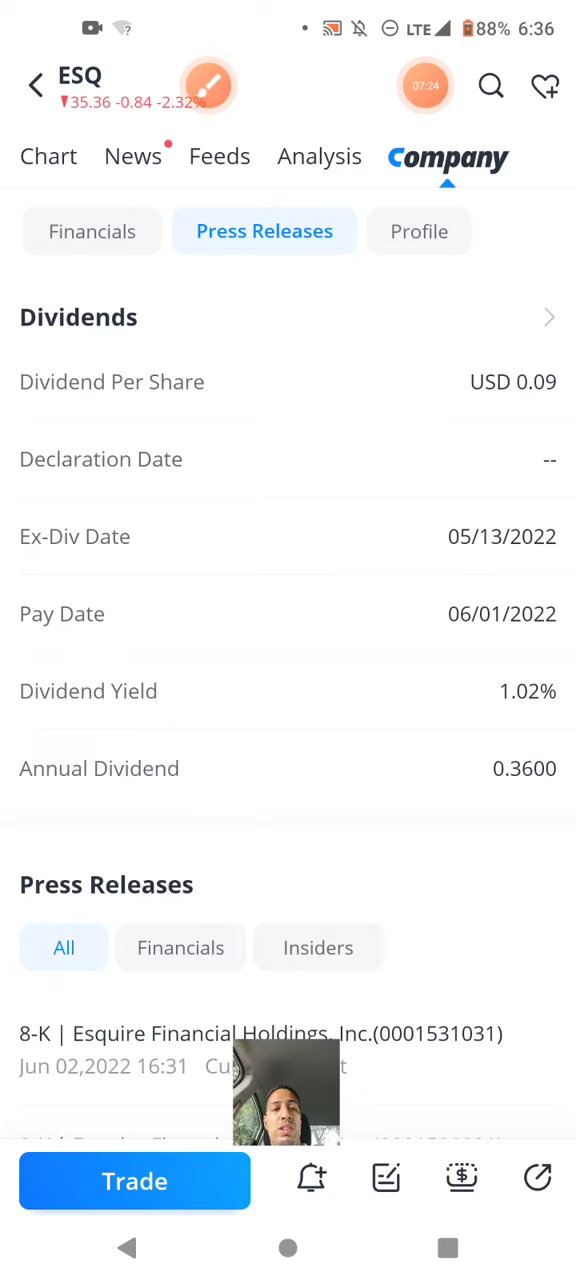 LTE 88% 6:36
ESQ
35.36 -0.84 -2.32%
07:24
Chart News Feeds Analysis Company
Financials Press Releases Profile
Dividends
Dividend Per Share USD 0.09
Declaration Date --
Ex-Div Date 05/13/2022
Pay Date 06/01/2022
Dividend Yield 1.02%
Annual Dividend 0.3600
Press Releases
All Financials Insiders
8-K | Esquire Financial Holdings, Inc.(0001531031)
Jun 02,2022 16:31
Trade